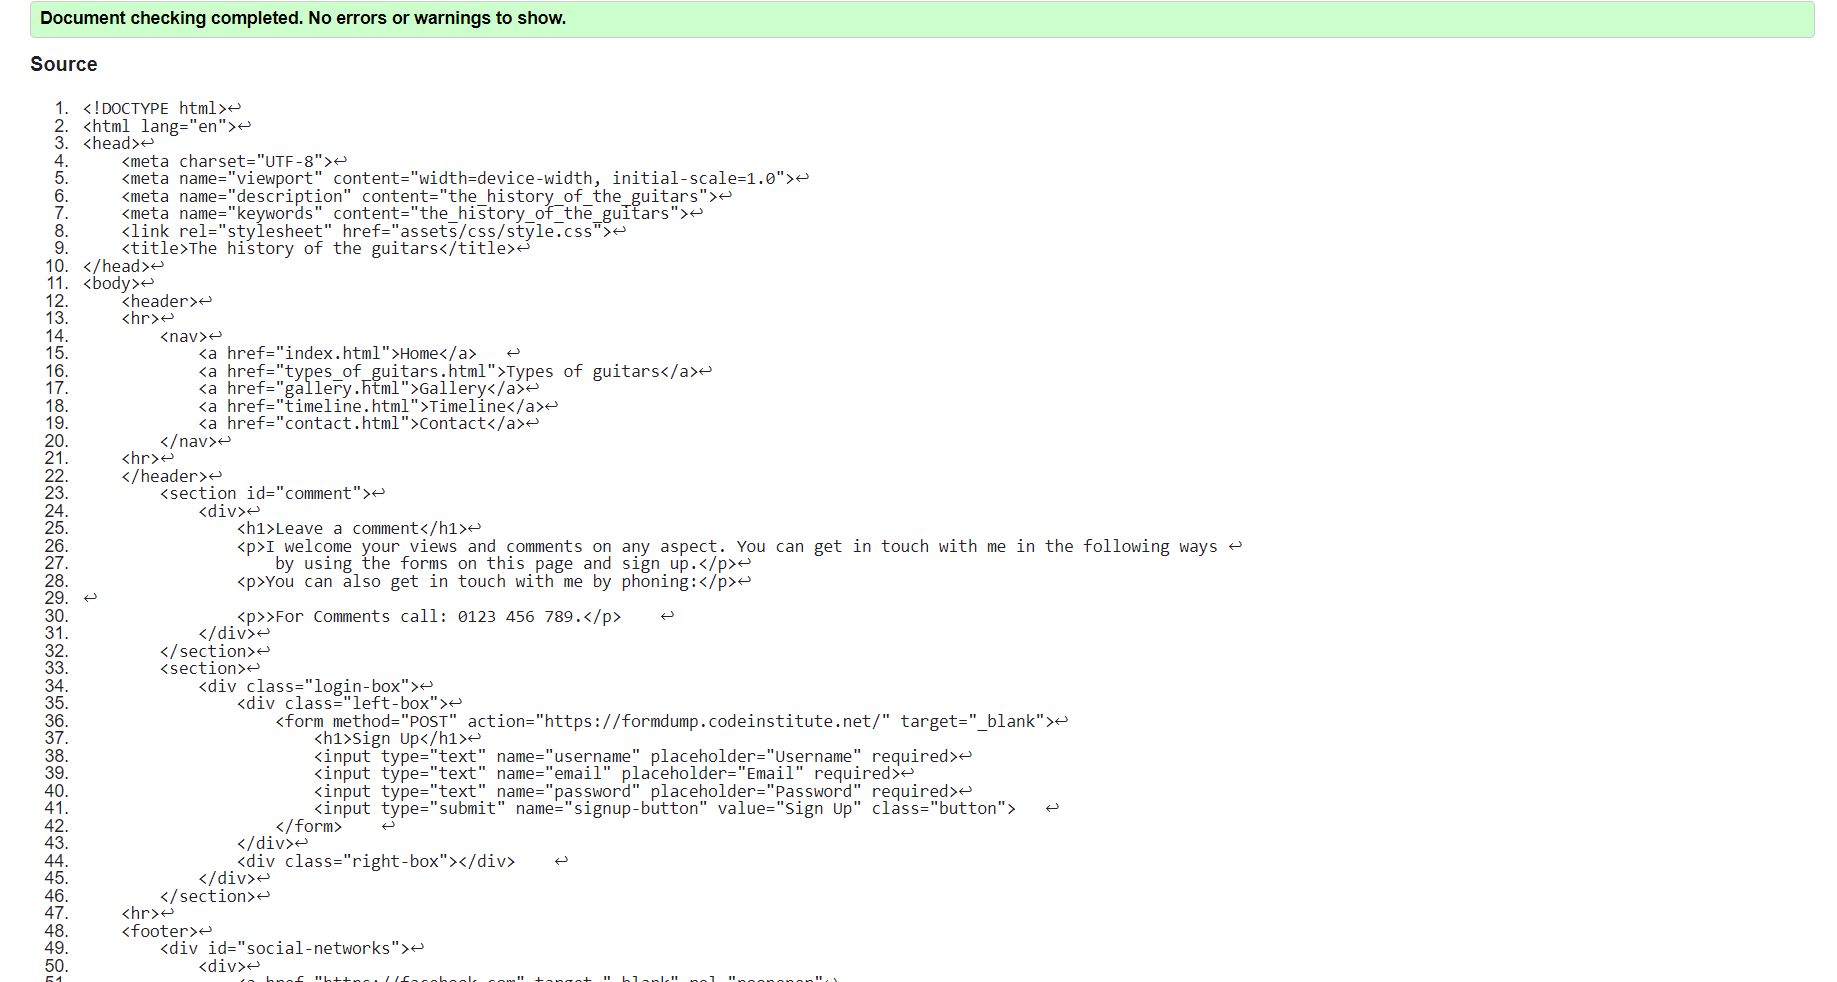 Document checking completed. No errors or warnings to show.
Source
1. <!DOCTYPE html>↩
2. <html lang="en">↩
3. <head>↩
4.     <meta charset="UTF-8">↩
5.     <meta name="viewport" content="width=device-width, initial-scale=1.0">↩
6.     <meta name="description" content="the_history_of_the_guitars">↩
7.     <meta name="keywords" content="the_history_of_the_guitars">↩
8.     <link rel="stylesheet" href="assets/css/style.css">↩
9.     <title>The history of the guitars</title>↩
10. </head>↩
11. <body>↩
12.     <header>↩
13.     <hr>↩
14.         <nav>↩
15.             <a href="index.html">Home</a>   ↩
16.             <a href="types_of_guitars.html">Types of guitars</a>↩
17.             <a href="gallery.html">Gallery</a>↩
18.             <a href="timeline.html">Timeline</a>↩
19.             <a href="contact.html">Contact</a>↩
20.         </nav>↩
21.     <hr>↩
22.     </header>↩
23.         <section id="comment">↩
24.             <div>↩
25.                 <h1>Leave a comment</h1>↩
26.                 <p>I welcome your views and comments on any aspect. You can get in touch with me in the following ways ↩
27.                     by using the forms on this page and sign up.</p>↩
28.                 <p>You can also get in touch with me by phoning:</p>↩
29. ↩
30.                 <p>>For Comments call: 0123 456 789.</p>    ↩
31.             </div>↩
32.         </section>↩
33.         <section>↩
34.             <div class="login-box">↩
35.                 <div class="left-box">↩
36.                     <form method="POST" action="https://formdump.codeinstitute.net/" target="_blank">↩
37.                         <h1>Sign Up</h1>↩
38.                         <input type="text" name="username" placeholder="Username" required>↩
39.                         <input type="text" name="email" placeholder="Email" required>↩
40.                         <input type="text" name="password" placeholder="Password" required>↩
41.                         <input type="submit" name="signup-button" value="Sign Up" class="button">   ↩
42.                     </form>    ↩
43.                 </div>↩
44.                 <div class="right-box"></div>    ↩
45.             </div>↩
46.         </section>↩
47.     <hr>↩
48.     <footer>↩
49.         <div id="social-networks">↩
50.             <div>↩
51.                 <a href="https://facebook.com" target="_blank" rel="noopener"↩